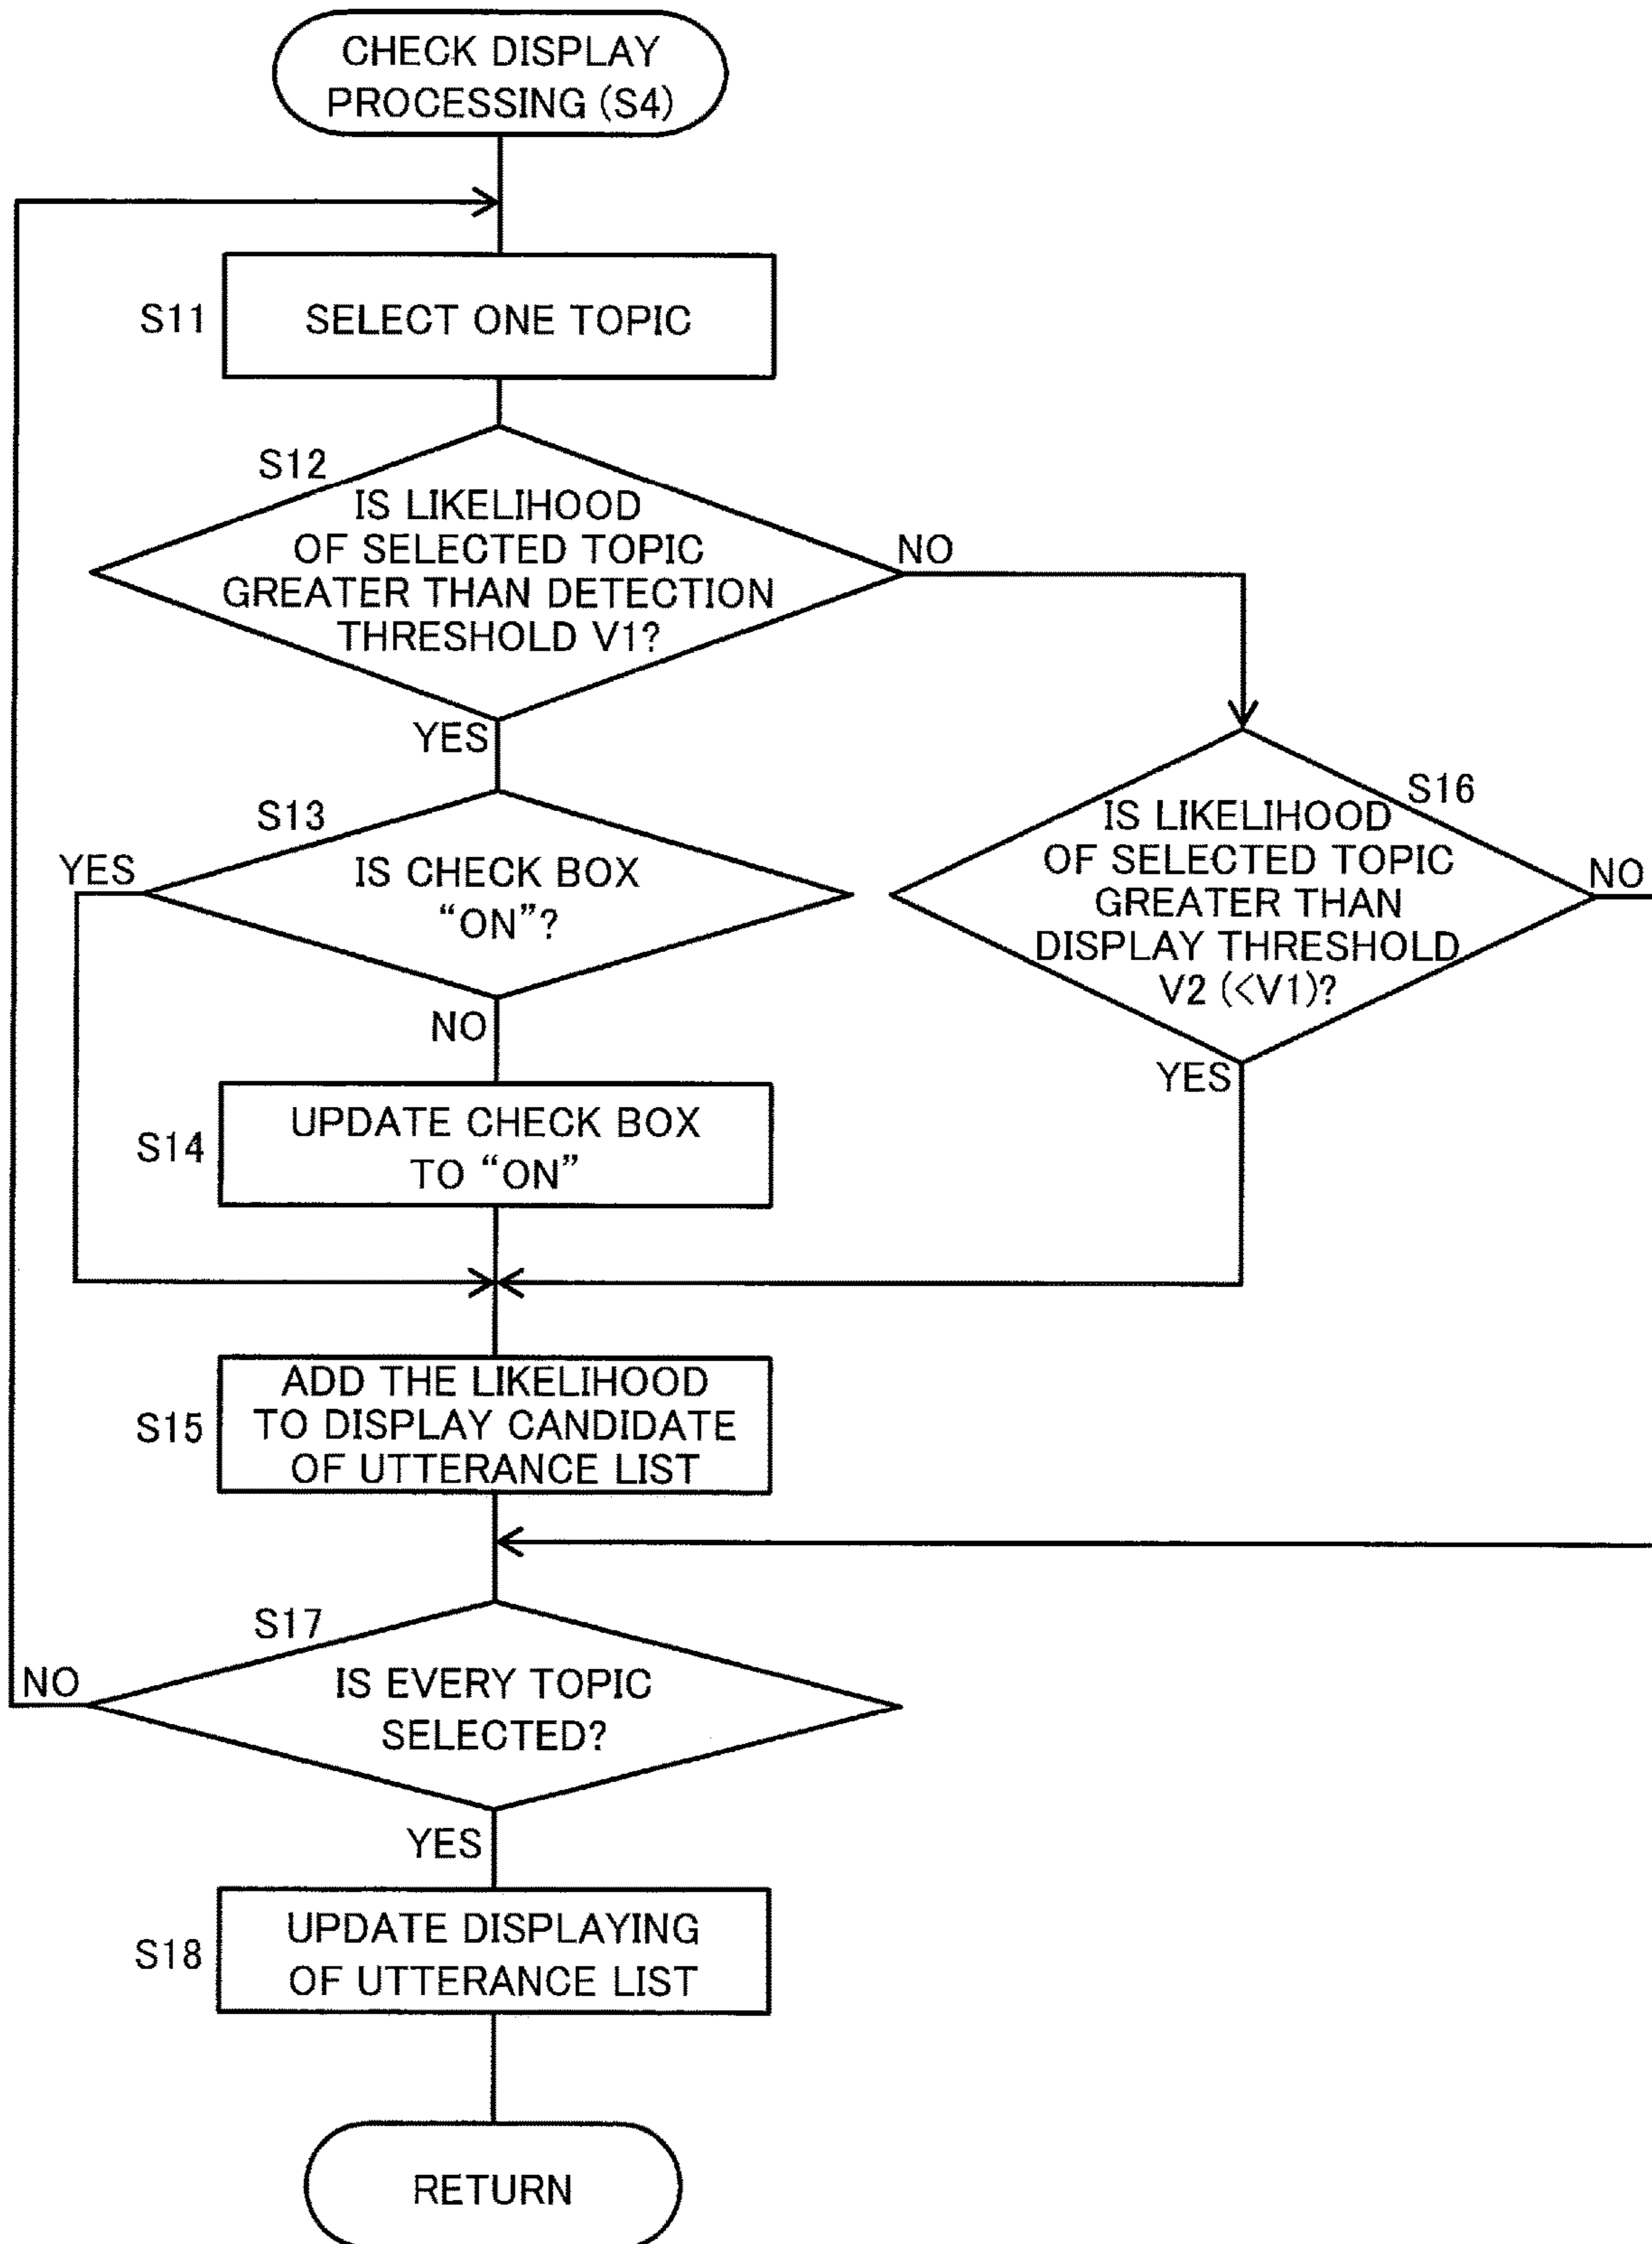 CHECK DISPLAY
PROCESSING (S4)
S11
SELECT ONE TOPIC
S12
IS LIKELIHOOD
OF SELECTED TOPIC
GREATER THAN DETECTION
THRESHOLD V1?
NO
YES
S13
IS CHECK BOX
“ON”?
YES
NO
S16
IS LIKELIHOOD
OF SELECTED TOPIC
GREATER THAN
DISPLAY THRESHOLD
V2 (<V1)?
NO
YES
S14
UPDATE CHECK BOX
TO “ON”
S15
ADD THE LIKELIHOOD
TO DISPLAY CANDIDATE
OF UTTERANCE LIST
S17
IS EVERY TOPIC
SELECTED?
NO
YES
S18
UPDATE DISPLAYING
OF UTTERANCE LIST
RETURN